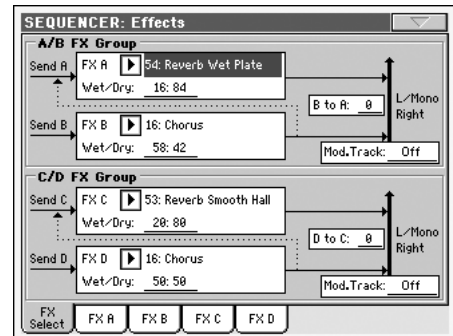 SEQUENCER: Effects
A/B FX Group
Send A FX A 54: Reverb Wet Plate
Wet/Dry: 16: 84
B to A: 0 L/Mono
Right
Send B FX B 16: Chorus
Wet/Dry: 58: 42
Mod.Track: Off
C/D FX Group
Send C FX C 53: Reverb Smooth Hall
Wet/Dry: 20: 80
D to C: 0 L/Mono
Right
Send D FX D 16: Chorus
Wet/Dry: 50: 50
Mod.Track: Off
FX
Select FX A FX B FX C FX D